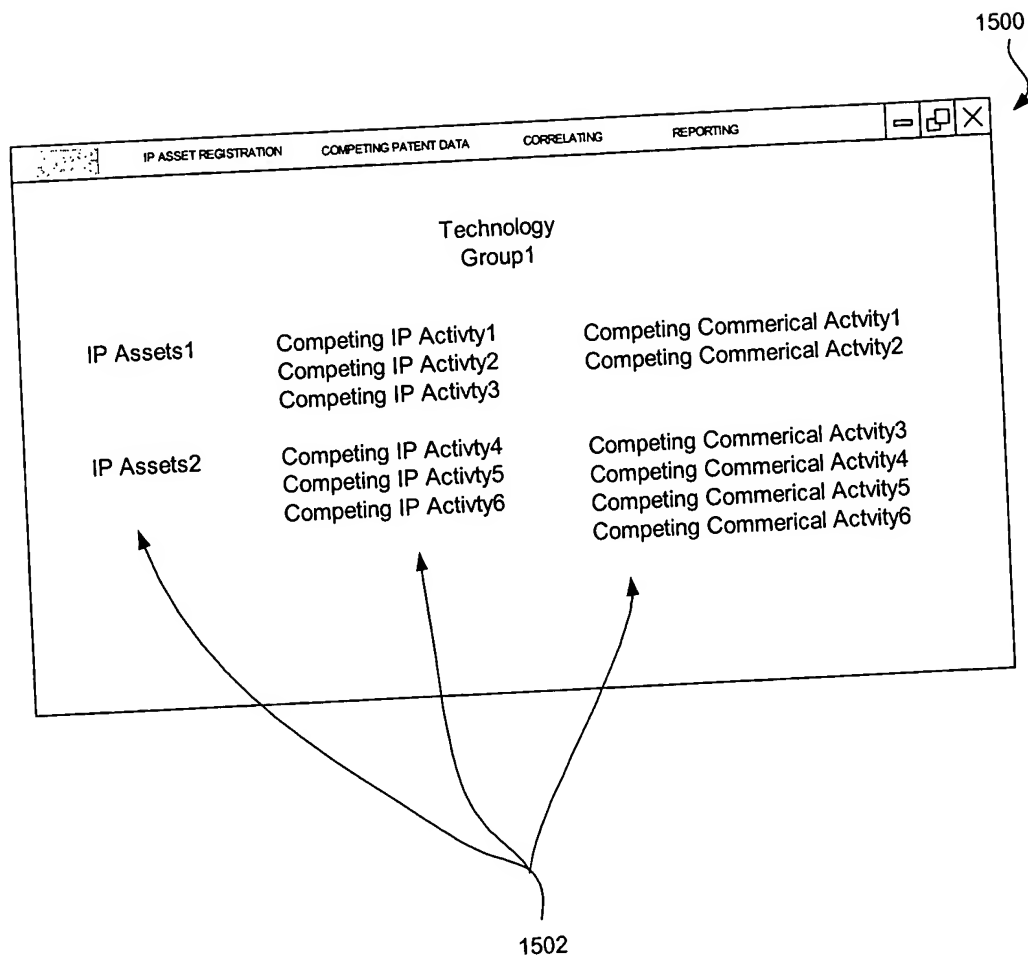 1500
IP ASSET REGISTRATION COMPETING PATENT DATA CORRELATING REPORTING
Technology
Group1
IP Assets1
Competing IP Activty1
Competing IP Activty2
Competing IP Activty3
Competing Commerical Actvity1
Competing Commerical Actvity2
IP Assets2
Competing IP Activty4
Competing IP Activty5
Competing IP Activty6
Competing Commerical Actvity3
Competing Commerical Actvity4
Competing Commerical Actvity5
Competing Commerical Actvity6
1502